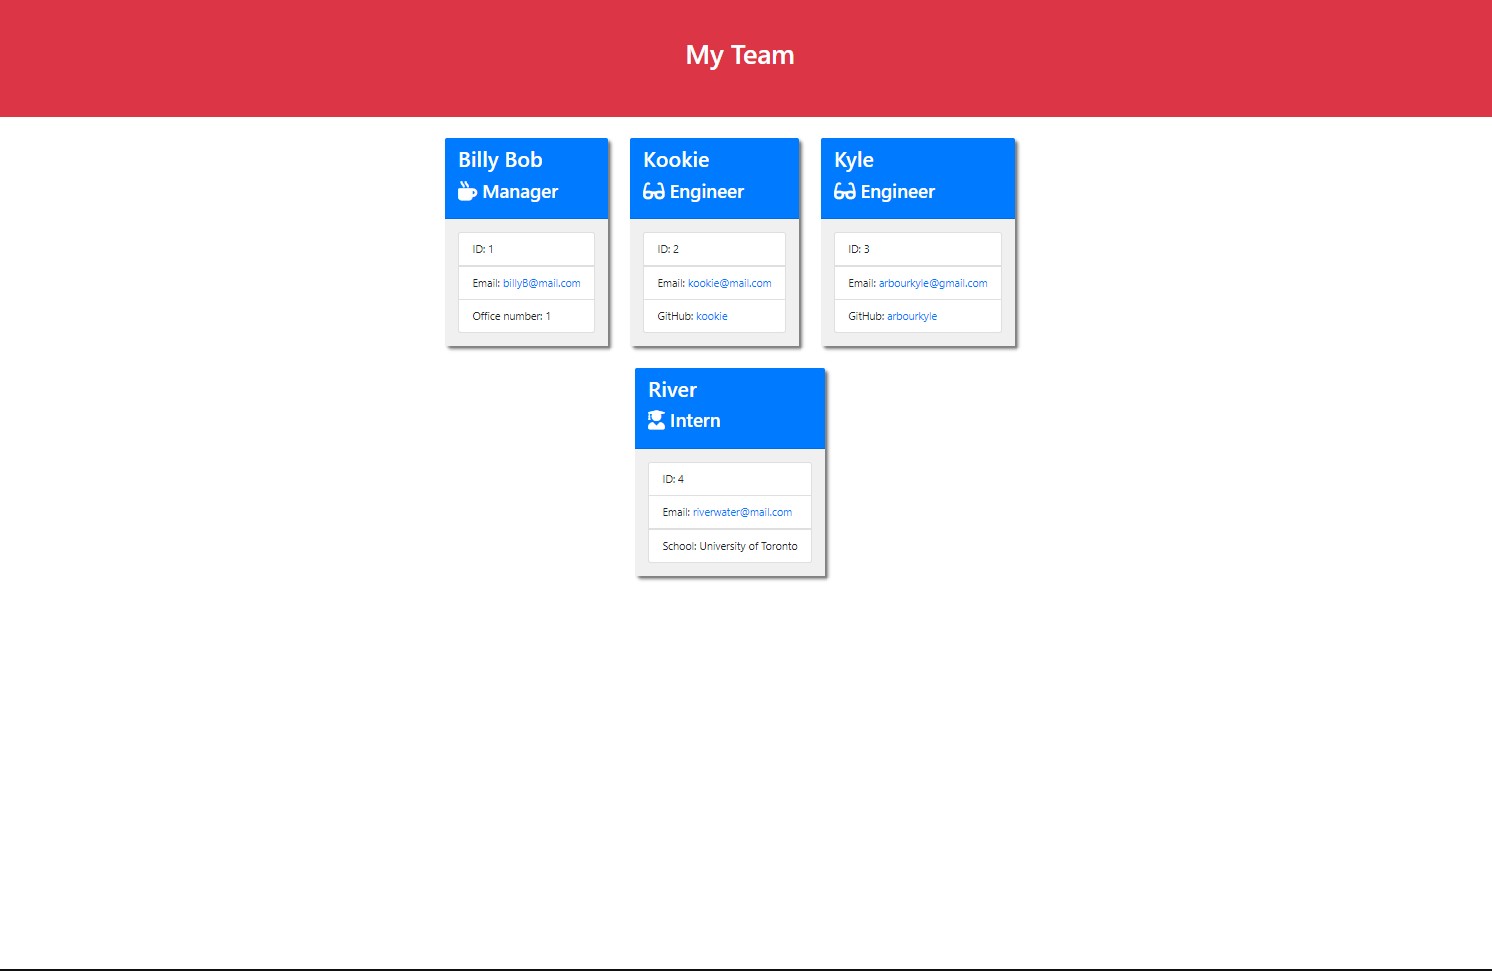 My Team
Billy Bob
Manager
ID: 1
Email: billyB@mail.com
Office number: 1
Kookie
Engineer
ID: 2
Email: kookie@mail.com
GitHub: kookie
Kyle
Engineer
ID: 3
Email: arbourkyle@gmail.com
GitHub: arbourkyle
River
Intern
ID: 4
Email: riverwater@mail.com
School: University of Toronto